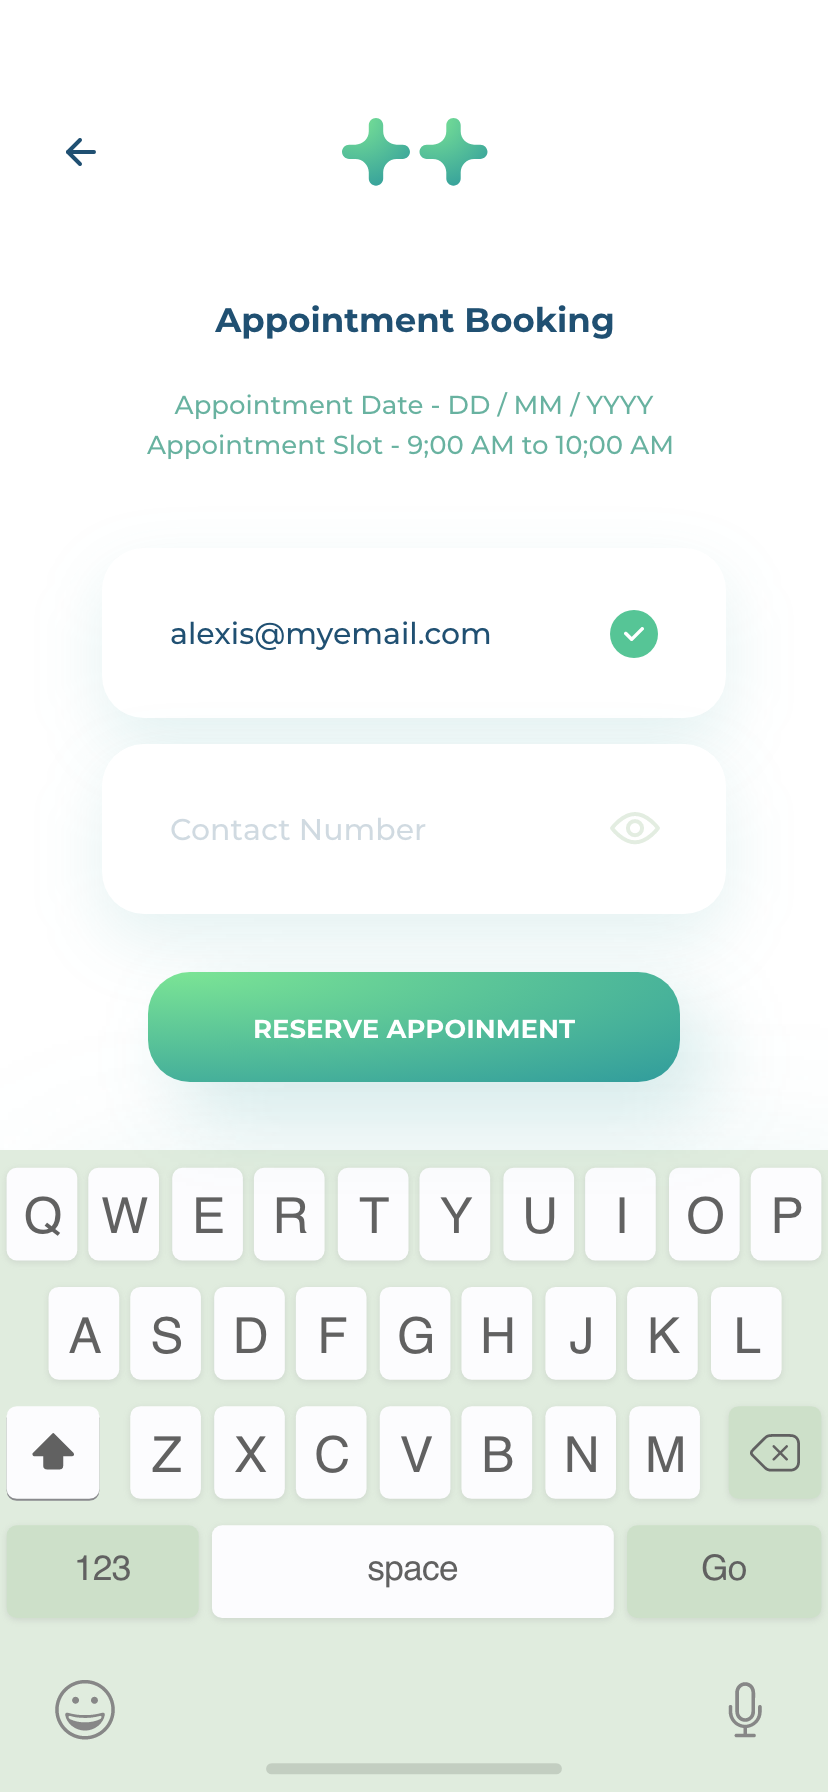 Appointment Booking
Appointment Date - DD / MM / YYYY
Appointment Slot - 9;00 AM to 10;00 AM
alexis@myemail.com
Contact Number
RESERVE APPOINMENT
Q W E R T Y U I O P
A S D F G H J K L
Z X C V B N M
123 space Go